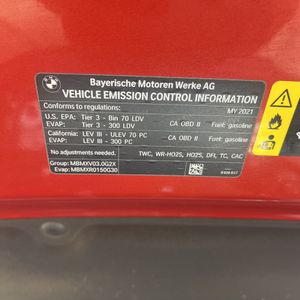 Bayerische Motoren Werke AG
VEHICLE EMISSION CONTROL INFORMATION
Conforms to regulations: MY 2021
U.S. EPA: Tier 3 - Bin 70 LDV CA OBD II Fuel: gasoline
Evap: Tier 3 - 300 LDV
California: LEV III - ULEV 70 PC CA OBD II Fuel: gasoline
Evap: LEV III - 300 PC
No adjustments needed. TWC, WR-HO2S, HO2S, DFI, TC, CAC
Group: MBMXV03.0G2X
Evap: MBMXR0150G30